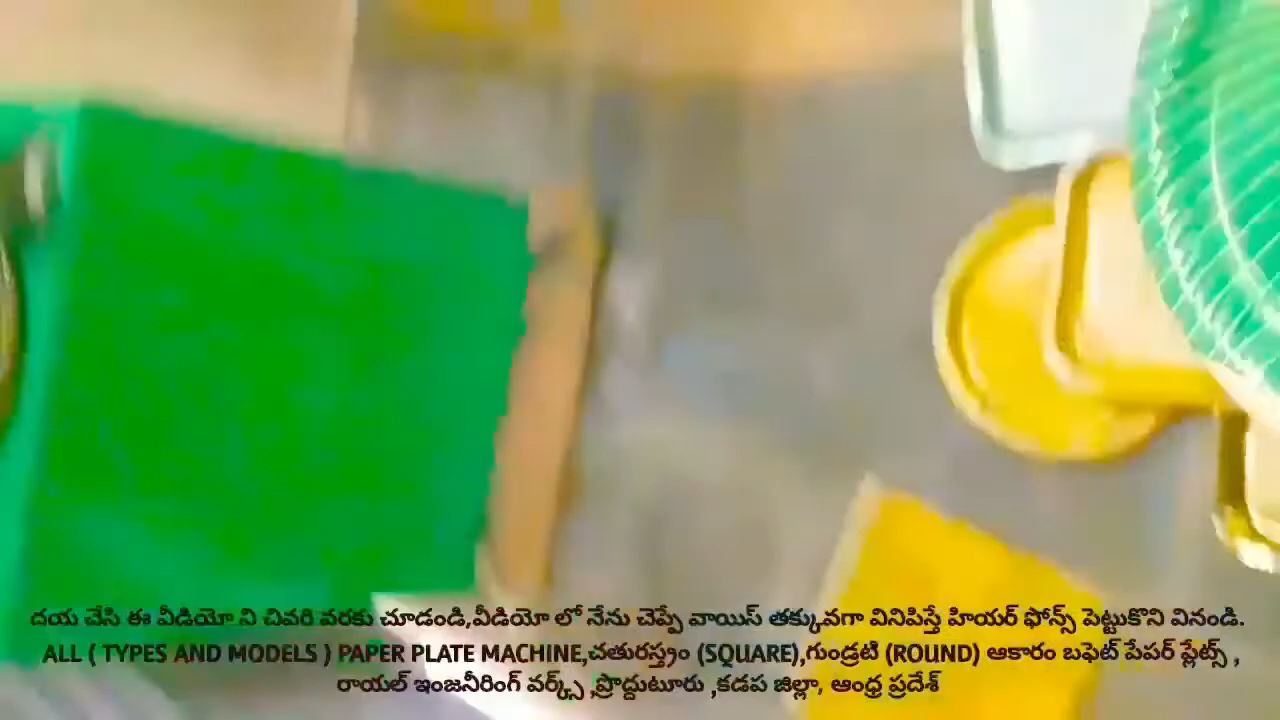 దయ చేసి ఈ వీడియో ని చివరి వరకు చూడండి,వీడియో లో నేను చెప్పే వాయిస్ తక్కువగా వినిపిస్తే హియర్ ఫోన్స్ పెట్టుకొని వినండి.
ALL ( TYPES AND MODELS ) PAPER PLATE MACHINE,చతురస్త్రం (SQUARE),గుండ్రటి (ROUND) ఆకారం బఫెట్ పేపర్ ప్లేట్స్ ,
రాయల్ ఇంజనీరింగ్ వర్క్స్ ,ప్రొద్దుటూరు ,కడప జిల్లా, ఆంధ్ర ప్రదేశ్